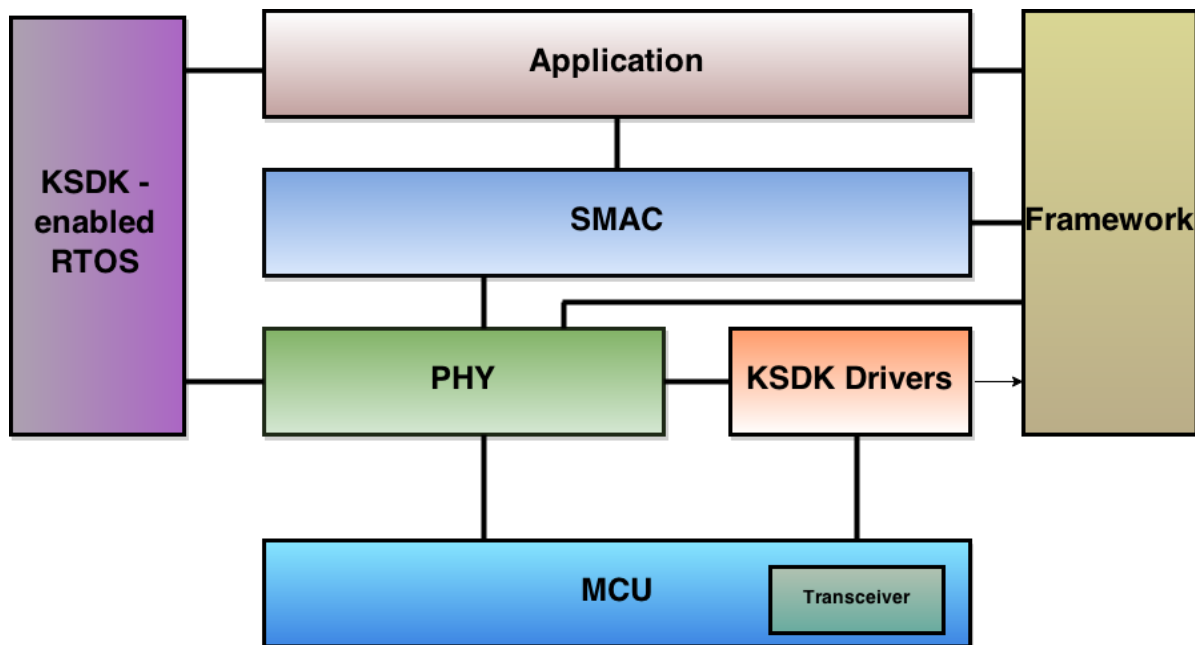 Application
KSDK -
enabled
RTOS
SMAC
Framework
PHY
KSDK Drivers
MCU
Transceiver